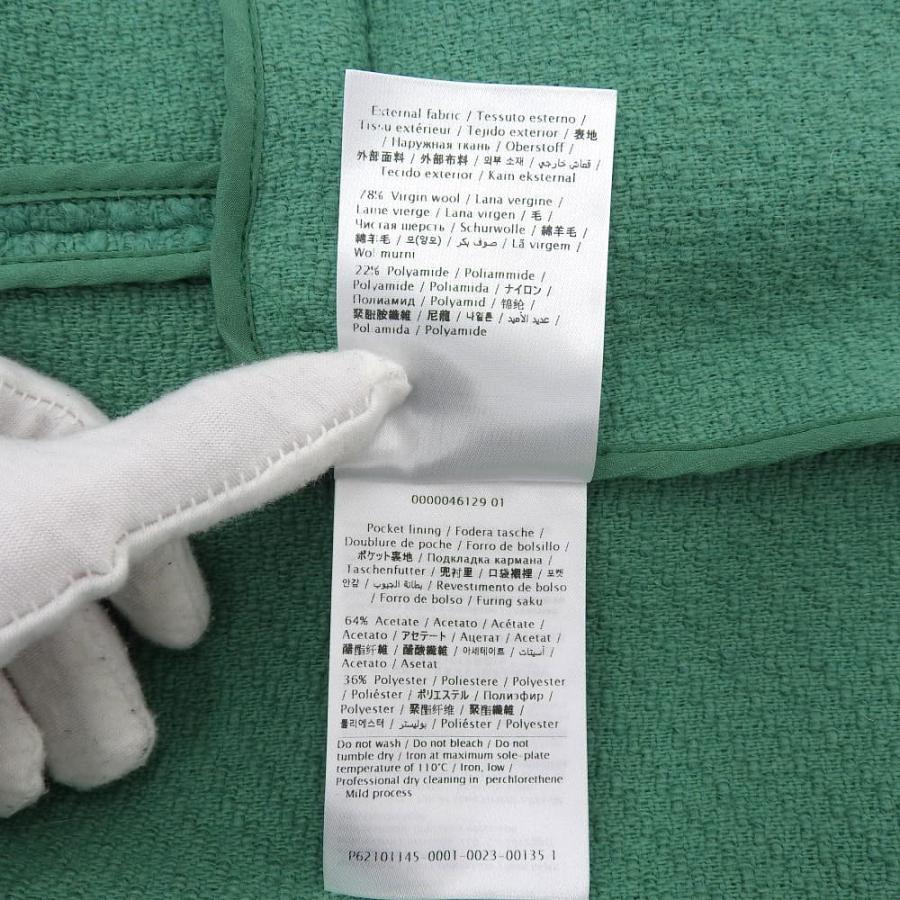 External fabric / Tessuto esterno /
Tissu extérieur / Tejido exterior / 表地
/ Наружная ткань / Oberstoff /
外部面料 / 外部布料 / 외부 소재 / قماش خارجي /
Tecido exterior / Kain eksternal
78% Virgin wool / Lana vergine /
Laine vierge / Lana virgen / 毛 /
Чистая шерсть / Schurwolle / 綿羊毛 /
綿羊毛 / 모(양모) / صوف بكر / Lã virgem /
Wol murni
22% Polyamide / Poliammide /
Polyamide / Poliamida / ナイロン /
Полиамид / Polyamid / 锦纶 /
聚酰胺纖維 / 尼龍 / 나일론 / عديد الأميد /
Poliamida / Polyamide
0000046129 01
Pocket lining / Fodera tasche /
Doublure de poche / Forro de bolsillo /
ポケット裏地 / Подкладка кармана /
Taschenfutter / 兜衬里 / 口袋襯裡 / 포켓
안감 / بطانة الجيوب / Revestimento de bolso
/ Forro de bolso / Furing saku
64% Acetate / Acetato / Acétate /
Acetato / アセテート / Ацетат / Acetat /
醋酯纤維 / 醋酸纖維 / 아세테이트 / أسيتات /
Acetato / Asetat
36% Polyester / Poliestere / Polyester
/ Poliéster / ポリエステル / Полиэфир /
Polyester / 聚酯纤维 / 聚酯纖維 /
폴리에스터 / بوليستر / Poliéster / Polyester
Do not wash / Do not bleach / Do not
tumble dry / Iron at maximum sole-plate
temperature of 110°C / Iron, low /
Professional dry cleaning in perchlorethene
- Mild process
P62101145-0001-0023-00135 1